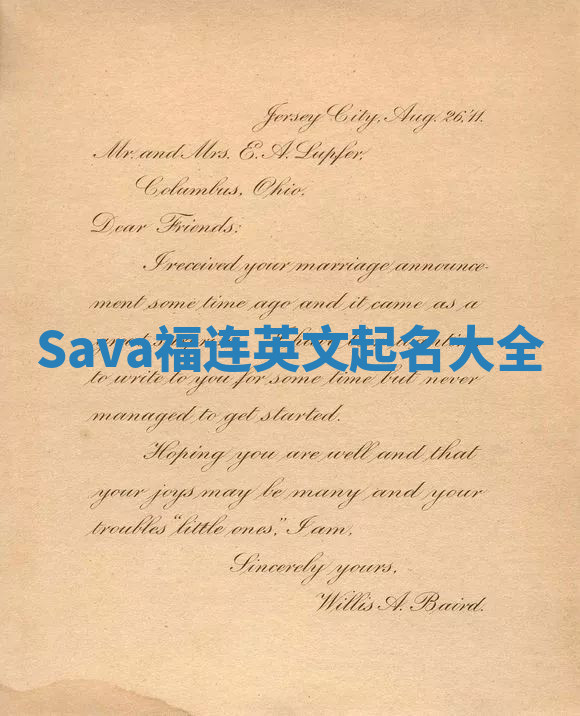 Jersey City, Aug. 26, '11.
Mr. and Mrs. E. A. Lupfer,
Columbus, Ohio.
Dear Friends:
I received your marriage announce-
ment some time ago and it came as a
Sava福连英文起名大全
to write to you for some time but never
managed to get started.
Hoping you are well and that
your joys may be many and your
troubles "little ones," I am,
Sincerely yours,
Willis A. Baird.